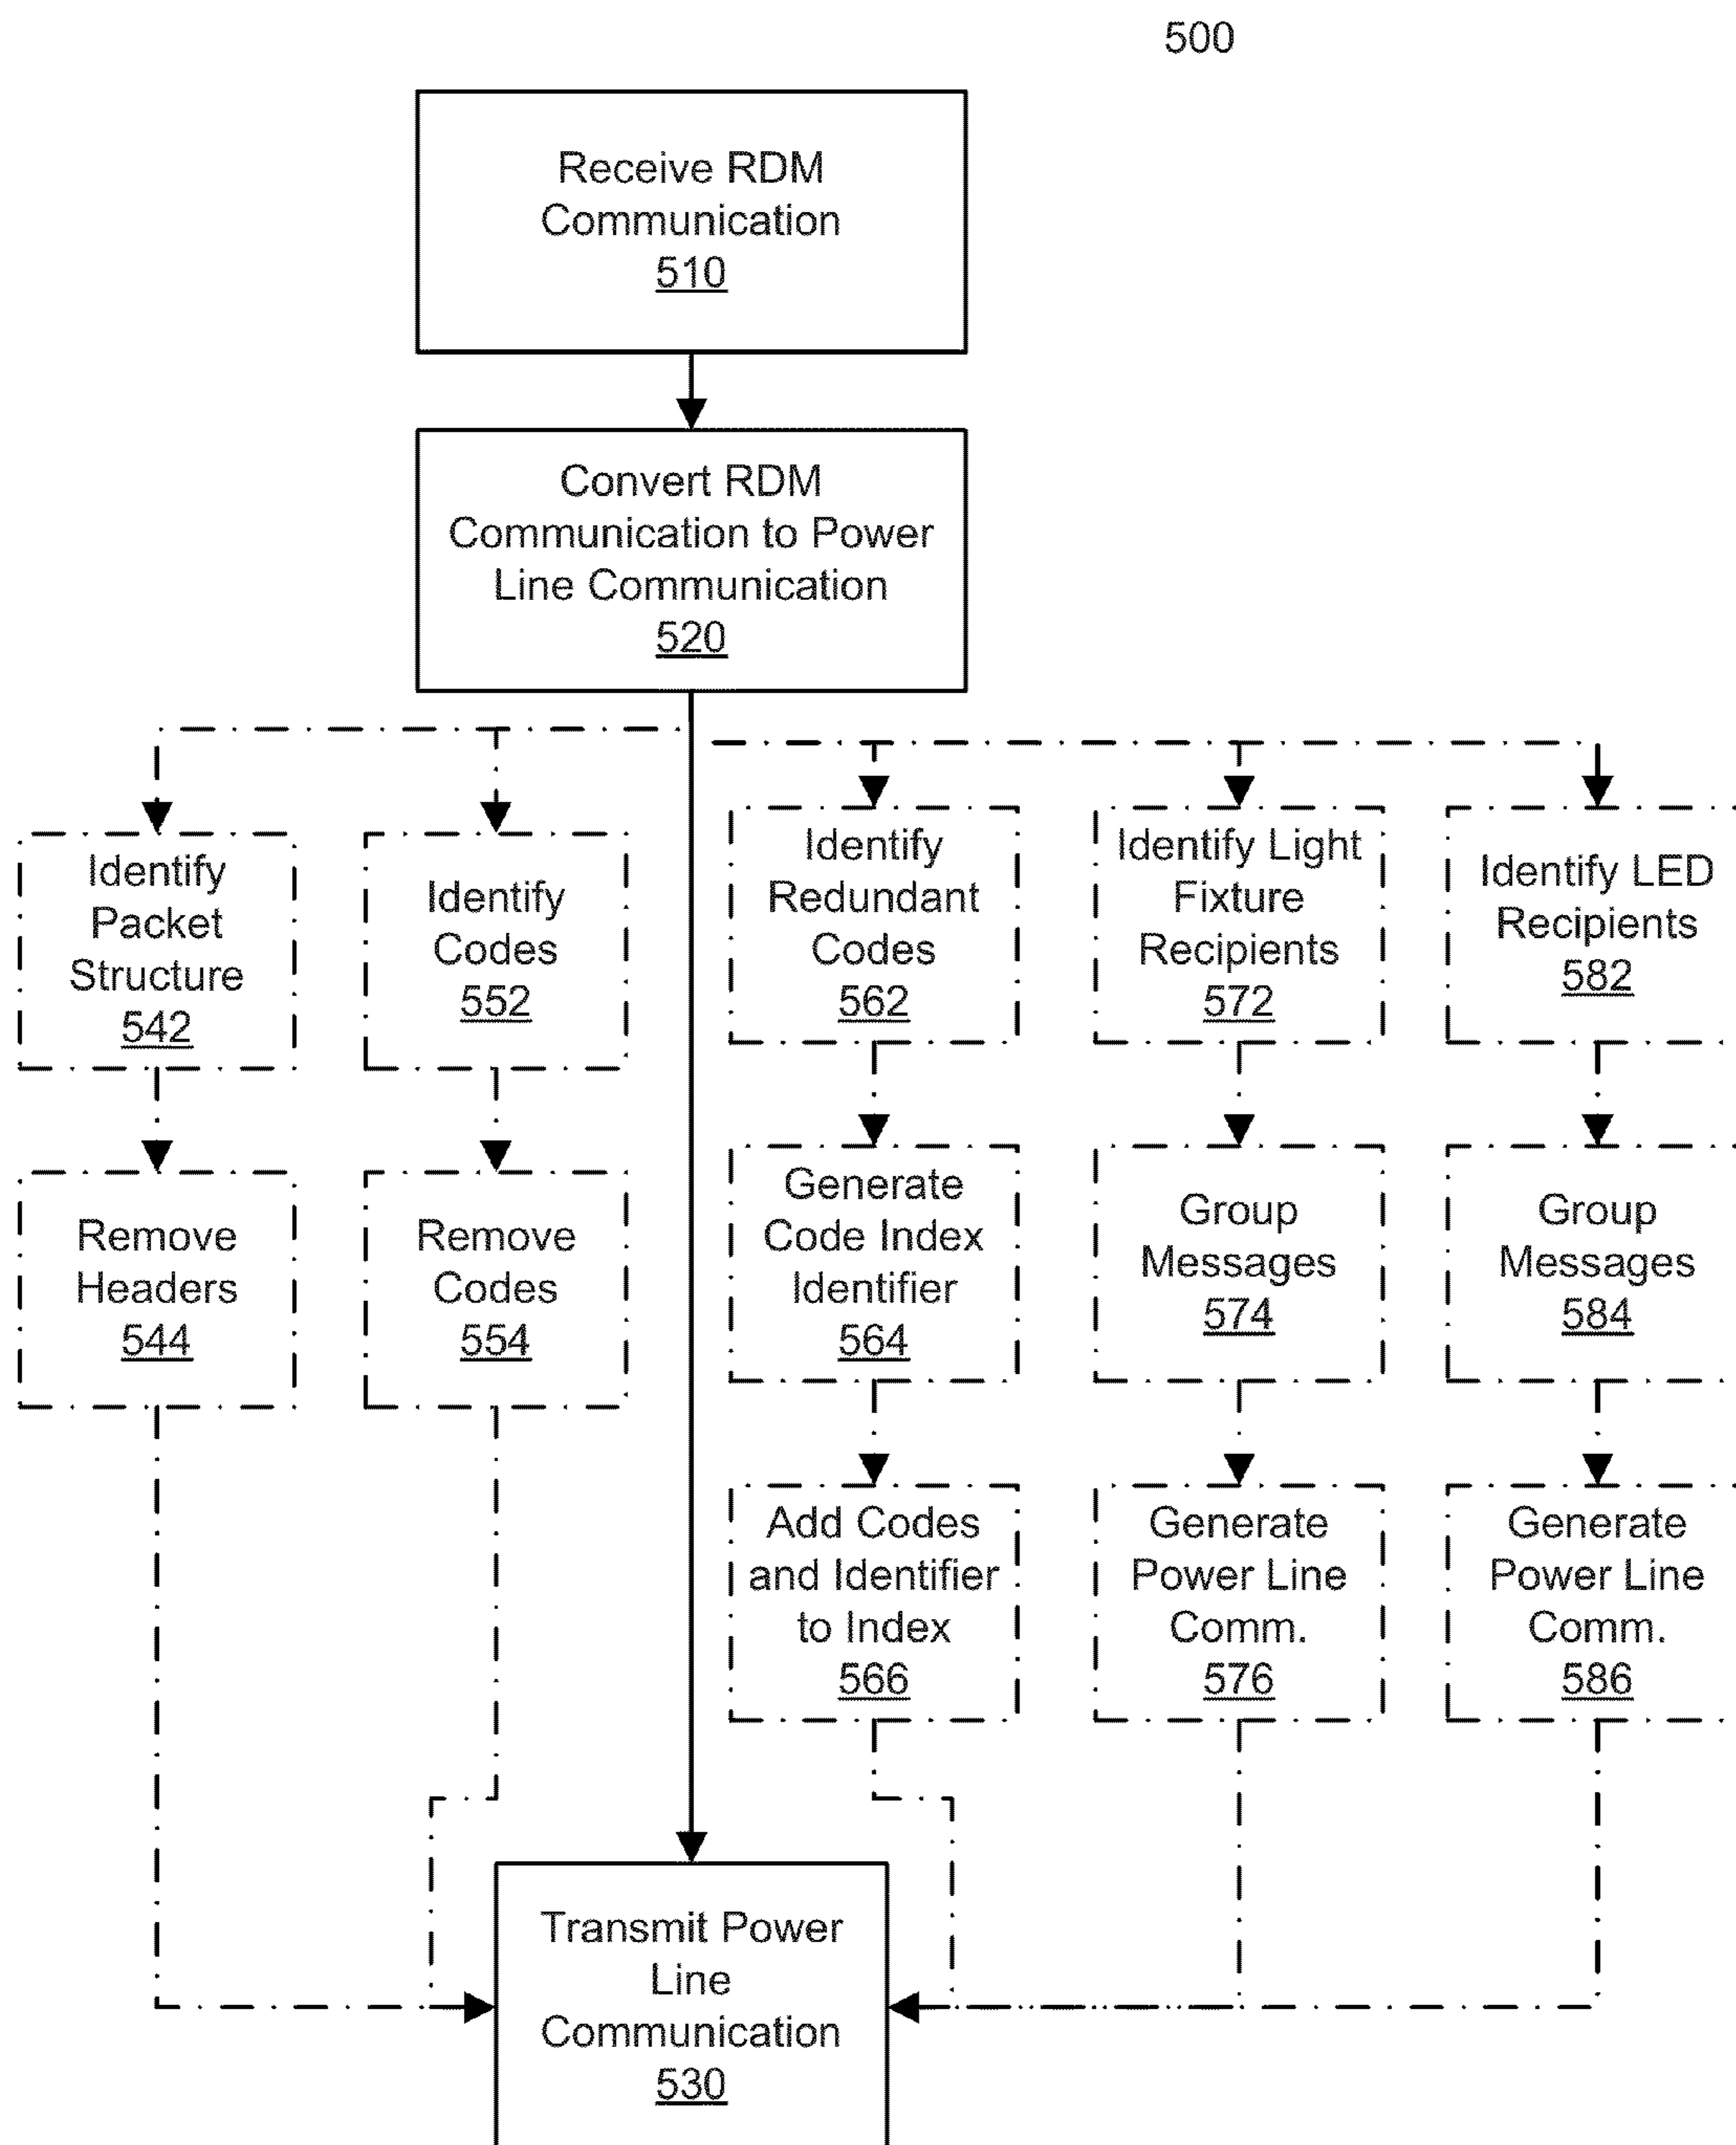 500
Receive RDM
Communication
510
Convert RDM
Communication to Power
Line Communication
520
Identify
Packet
Structure
542
Identify
Codes
552
Identify
Redundant
Codes
562
Identify Light
Fixture
Recipients
572
Identify LED
Recipients
582
Remove
Headers
544
Remove
Codes
554
Generate
Code Index
Identifier
564
Group
Messages
574
Group
Messages
584
Add Codes
and Identifier
to Index
566
Generate
Power Line
Comm.
576
Generate
Power Line
Comm.
586
Transmit Power
Line
Communication
530